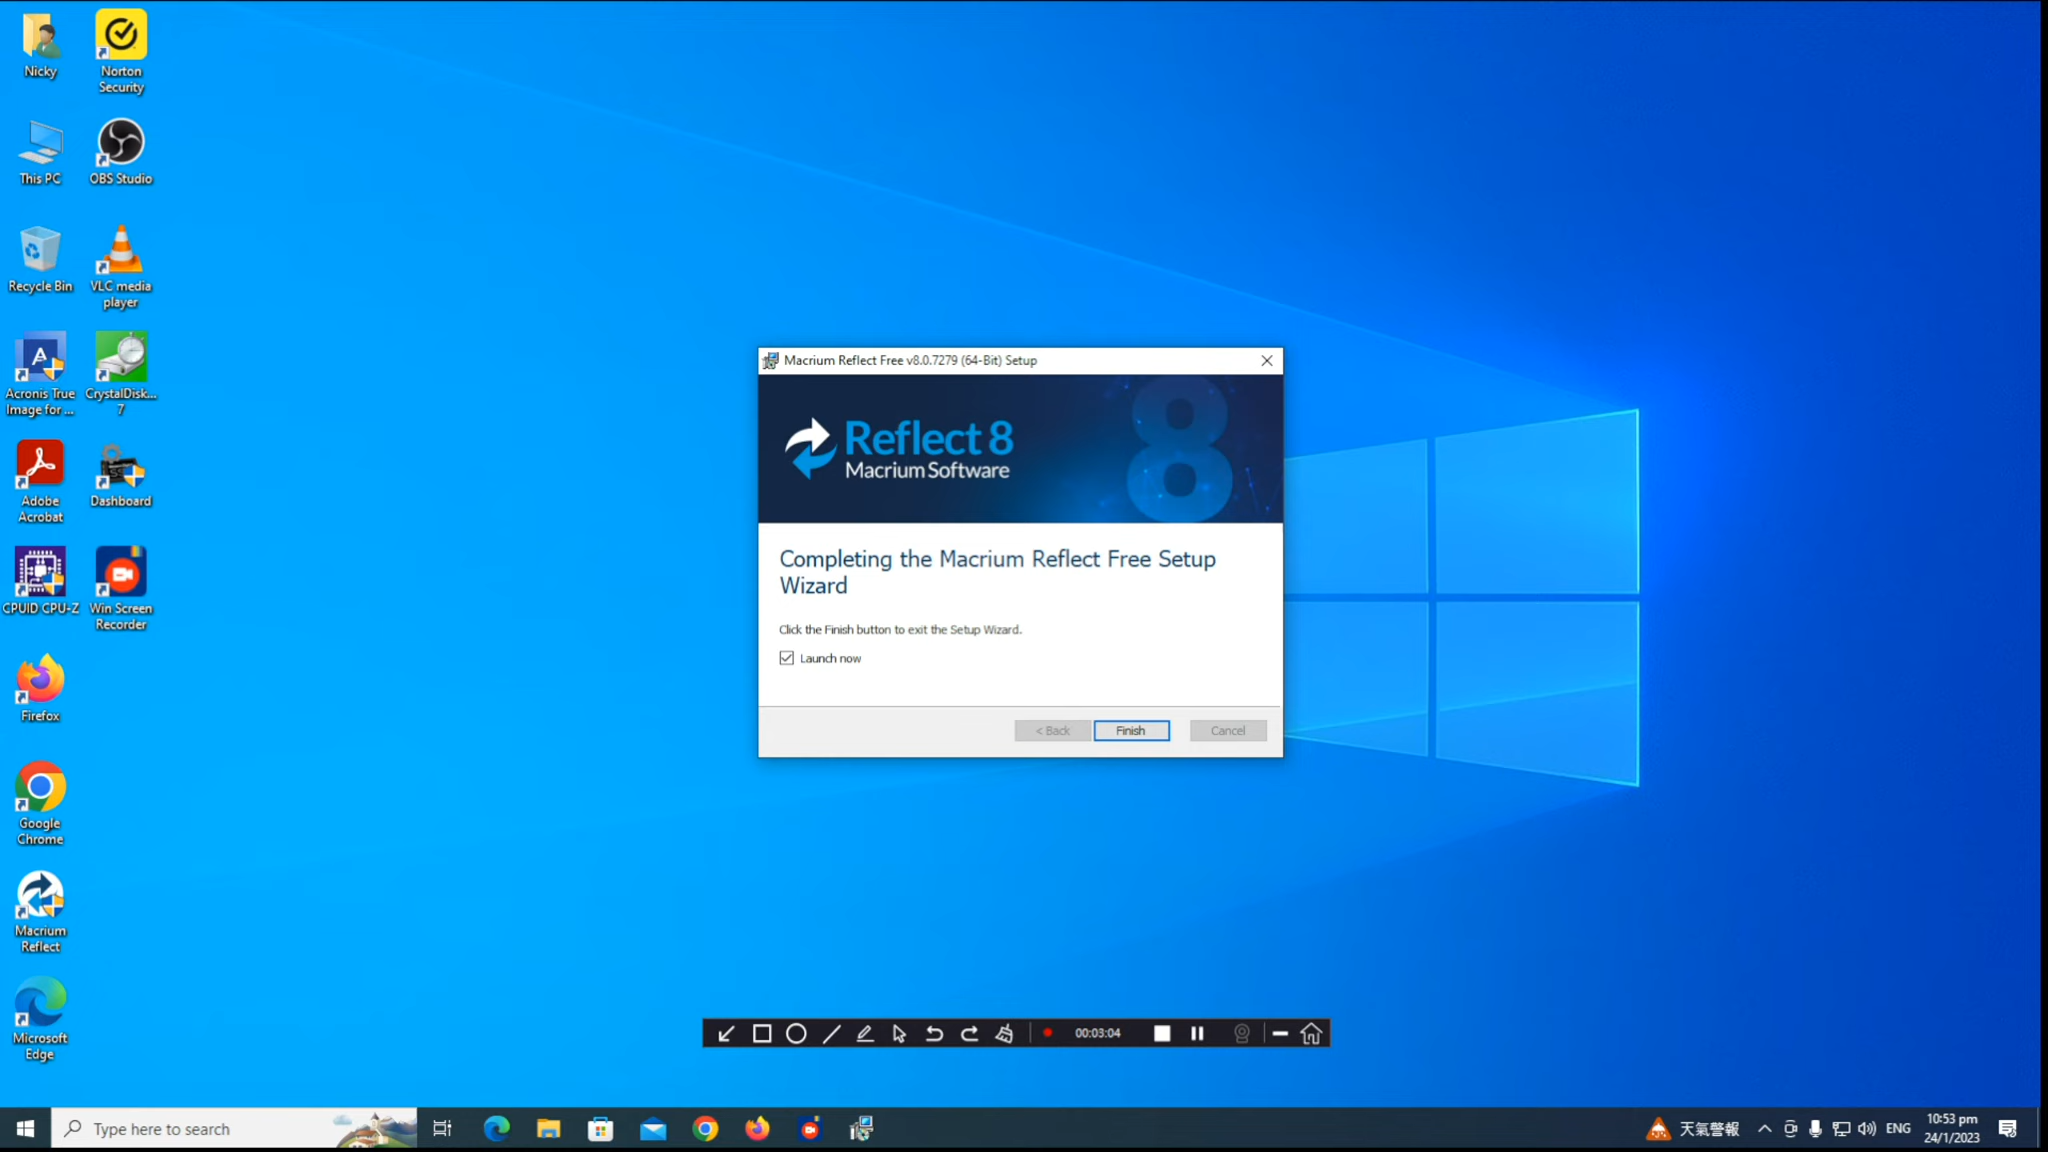 Nicky
Norton
Security
This PC
OBS Studio
Recycle Bin
VLC media
player
Acronis True
Image for ...
CrystalDisk...
7
Adobe
Acrobat
Dashboard
CPUID CPU-Z
Win Screen
Recorder
Firefox
Google
Chrome
Macrium
Reflect
Microsoft
Edge
Macrium Reflect Free v8.0.7279 (64-Bit) Setup
Reflect 8
Macrium Software
8
Completing the Macrium Reflect Free Setup
Wizard
Click the Finish button to exit the Setup Wizard.
Launch now
< Back
Finish
Cancel
00:03:04
Type here to search
天氣警報
ENG
10:53 pm
24/1/2023